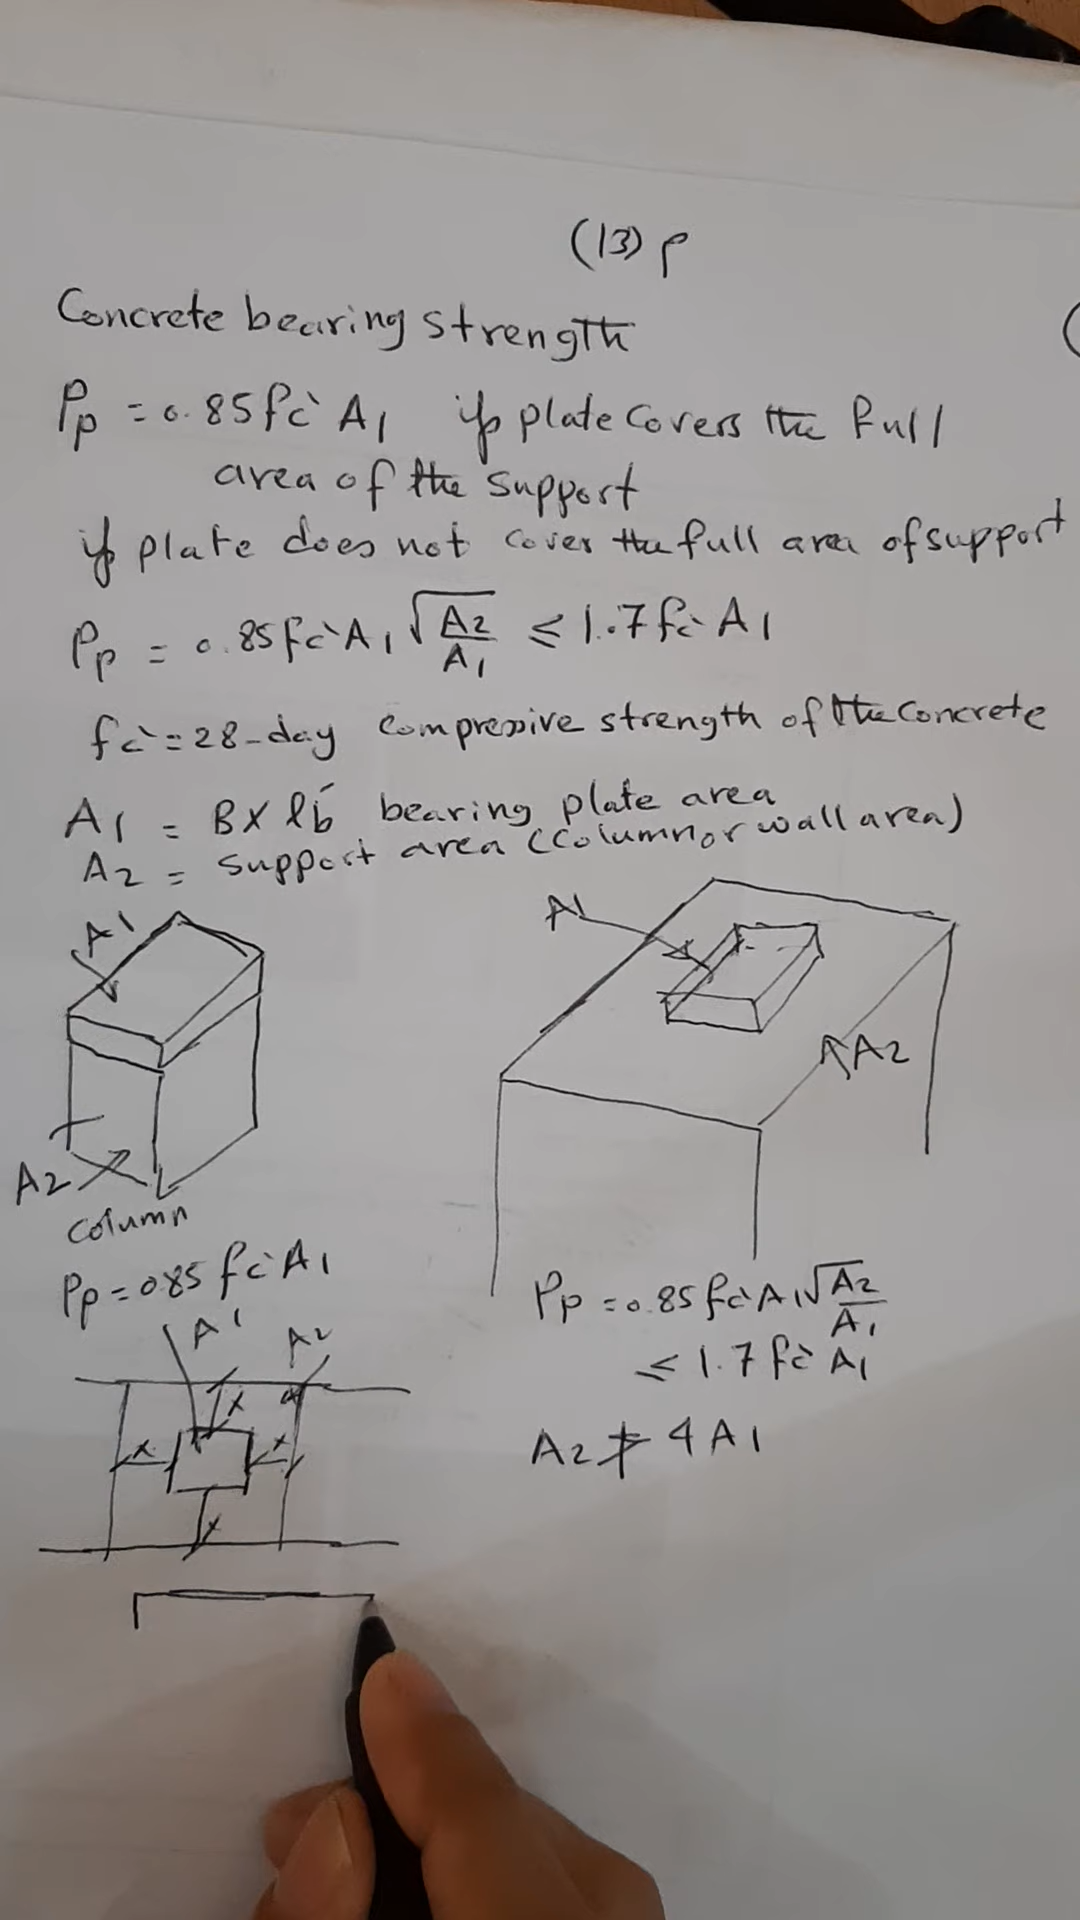 (13) P
Concrete bearing strength
Pp = 0.85 fc' A1 if plate covers the full
area of the support
if plate does not cover the full area of support
Pp = 0.85 fc' A1 √(A2/A1) ≤ 1.7 fc' A1
fc' = 28-day compressive strength of the concrete
A1 = B x lb bearing plate area
A2 = support area (column or wall area)
A1
A1
A2
A2
column
Pp = 0.85 fc' A1
Pp = 0.85 fc' A1 √(A2/A1)
≤ 1.7 fc' A1
A1
A2
x
x
x
x
A2 ≯ 4 A1